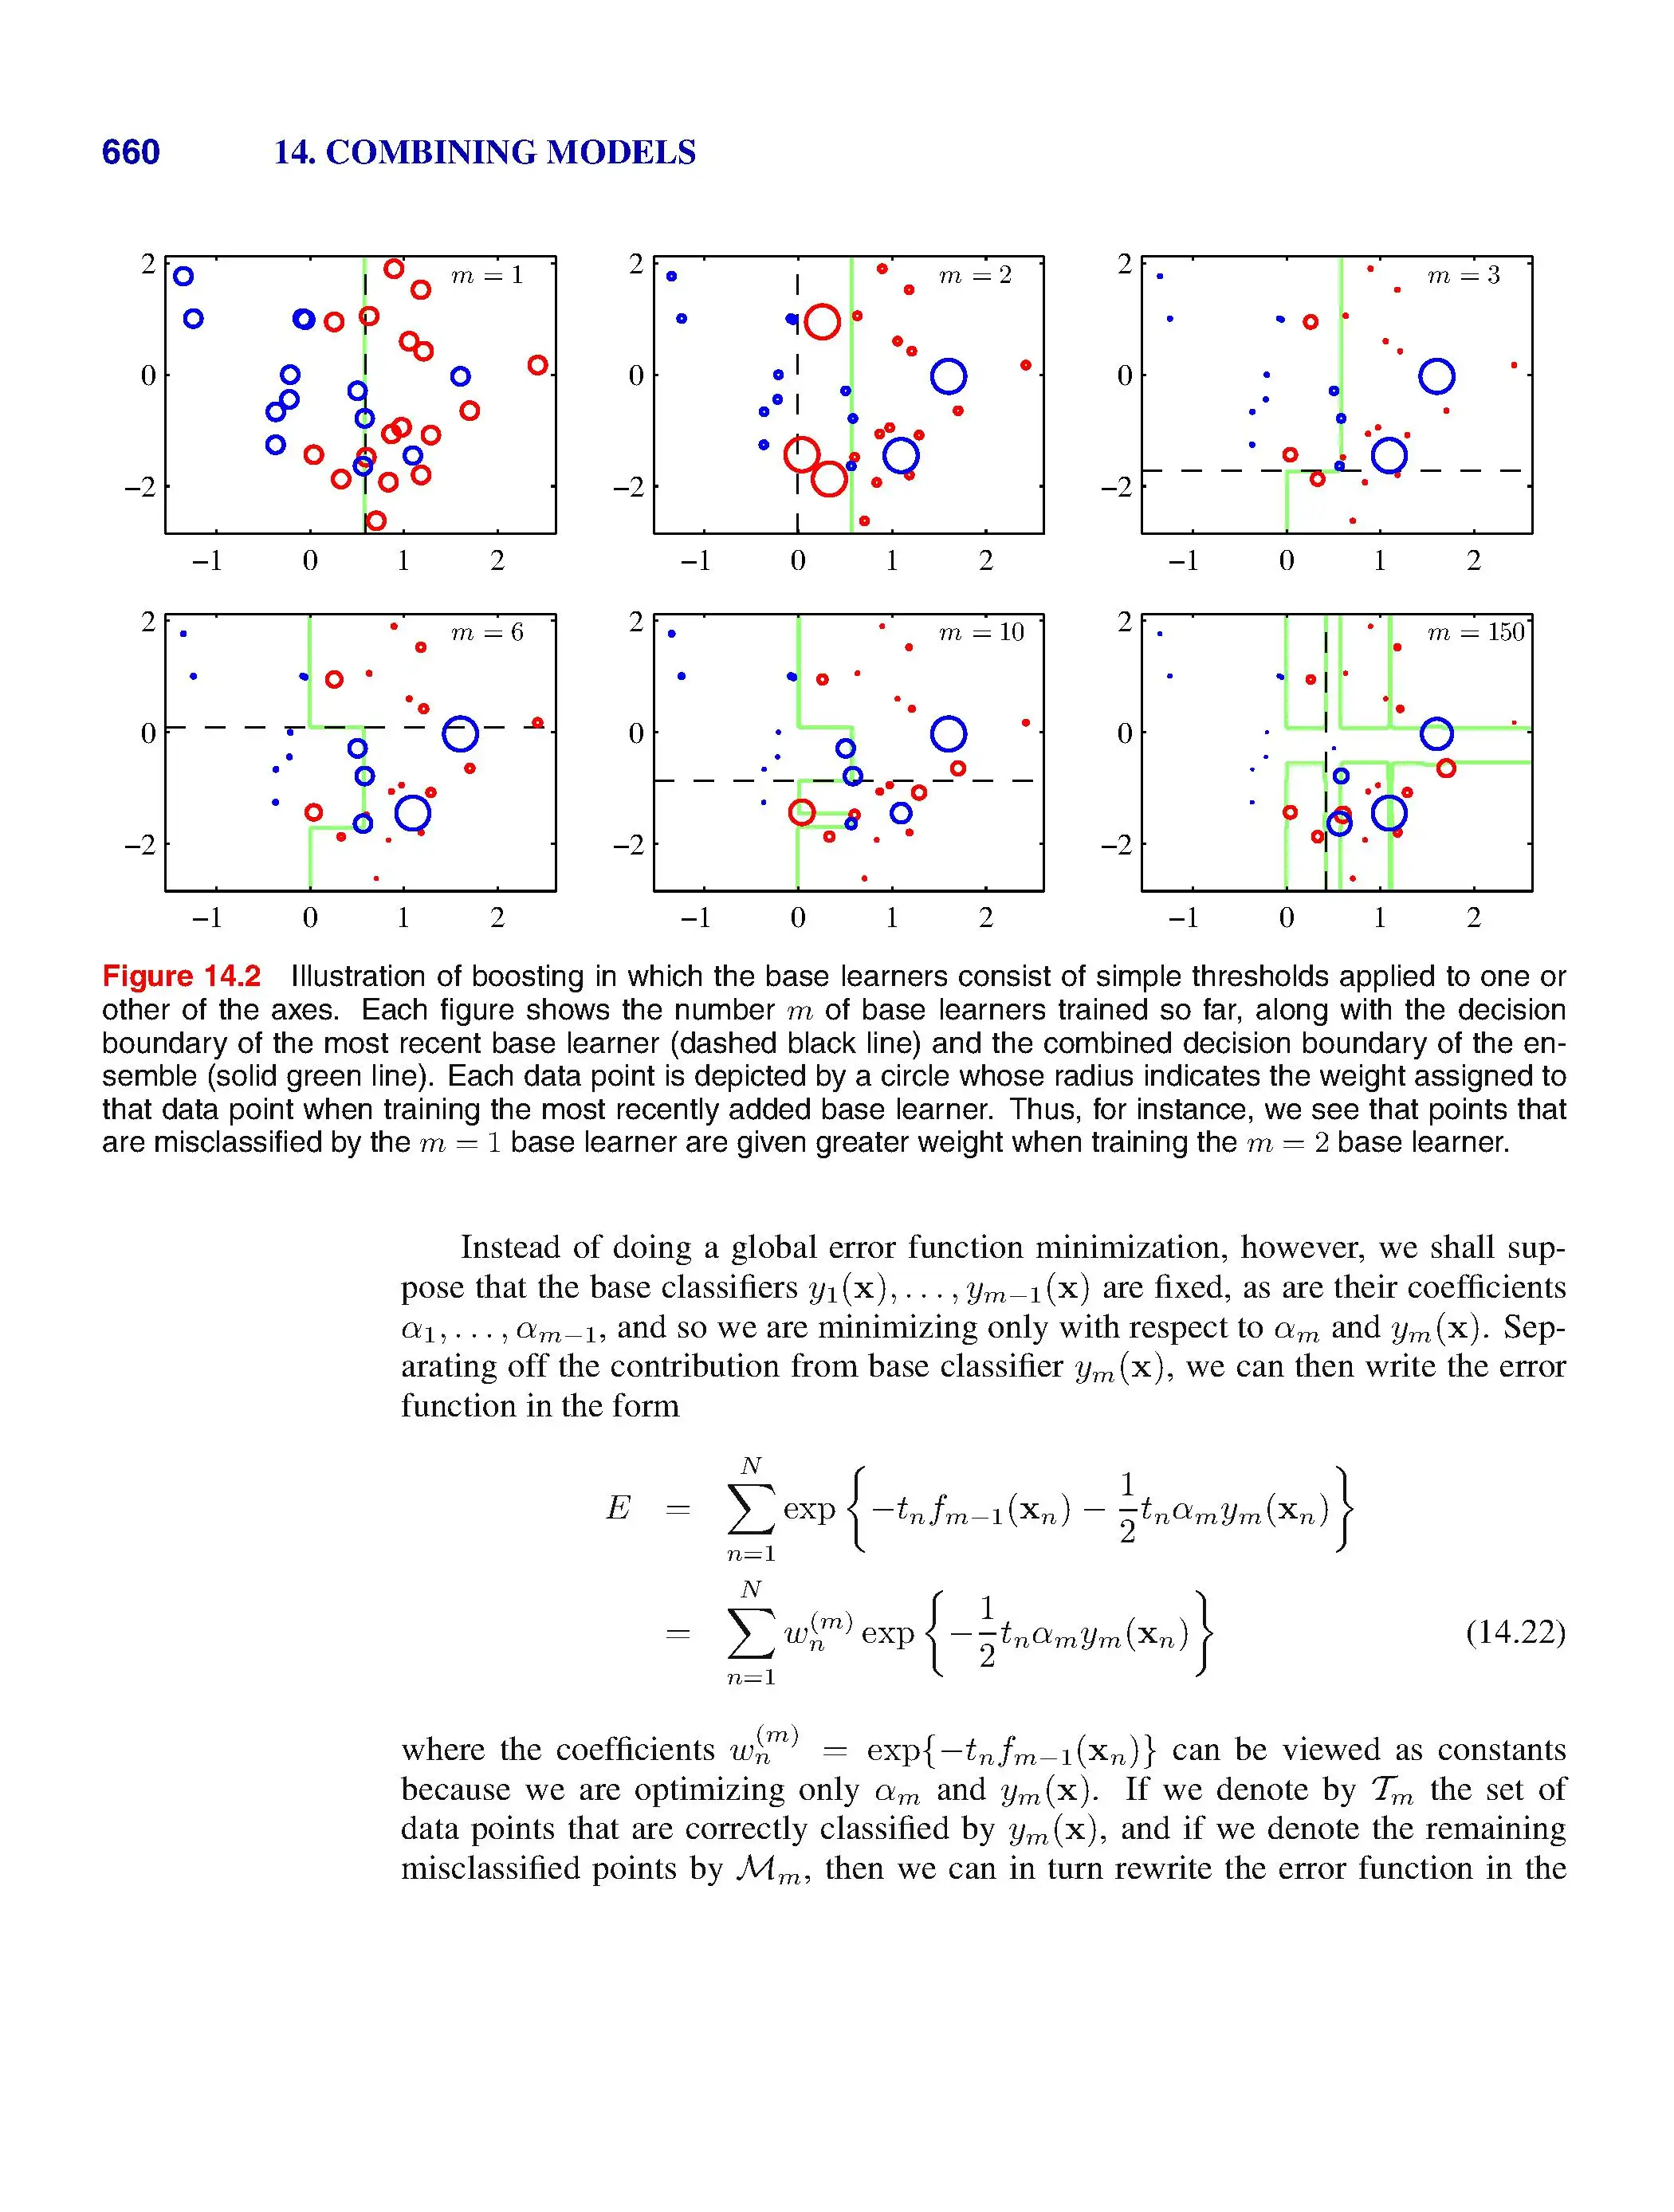 660 14. COMBINING MODELS
2 m = 1
0
−2
−1 0 1 2
2 m = 2
0
−2
−1 0 1 2
2 m = 3
0
−2
−1 0 1 2
2 m = 6
0
−2
−1 0 1 2
2 m = 10
0
−2
−1 0 1 2
2 m = 150
0
−2
−1 0 1 2
Figure 14.2 Illustration of boosting in which the base learners consist of simple thresholds applied to one or
other of the axes. Each figure shows the number m of base learners trained so far, along with the decision
boundary of the most recent base learner (dashed black line) and the combined decision boundary of the en-
semble (solid green line). Each data point is depicted by a circle whose radius indicates the weight assigned to
that data point when training the most recently added base learner. Thus, for instance, we see that points that
are misclassified by the m = 1 base learner are given greater weight when training the m = 2 base learner.
Instead of doing a global error function minimization, however, we shall sup-
pose that the base classifiers y₁(x), . . . , yₘ₋₁(x) are fixed, as are their coefficients
α₁, . . . , αₘ₋₁, and so we are minimizing only with respect to αₘ and yₘ(x). Sep-
arating off the contribution from base classifier yₘ(x), we can then write the error
function in the form
E = ∑_{n=1}^{N} exp { −tₙfₘ₋₁(xₙ) − 1/2 tₙαₘyₘ(xₙ) }
= ∑_{n=1}^{N} wₙ^{(m)} exp { −1/2 tₙαₘyₘ(xₙ) } (14.22)
where the coefficients wₙ^{(m)} = exp{−tₙfₘ₋₁(xₙ)} can be viewed as constants
because we are optimizing only αₘ and yₘ(x). If we denote by 𝒯ₘ the set of
data points that are correctly classified by yₘ(x), and if we denote the remaining
misclassified points by ℳₘ, then we can in turn rewrite the error function in the